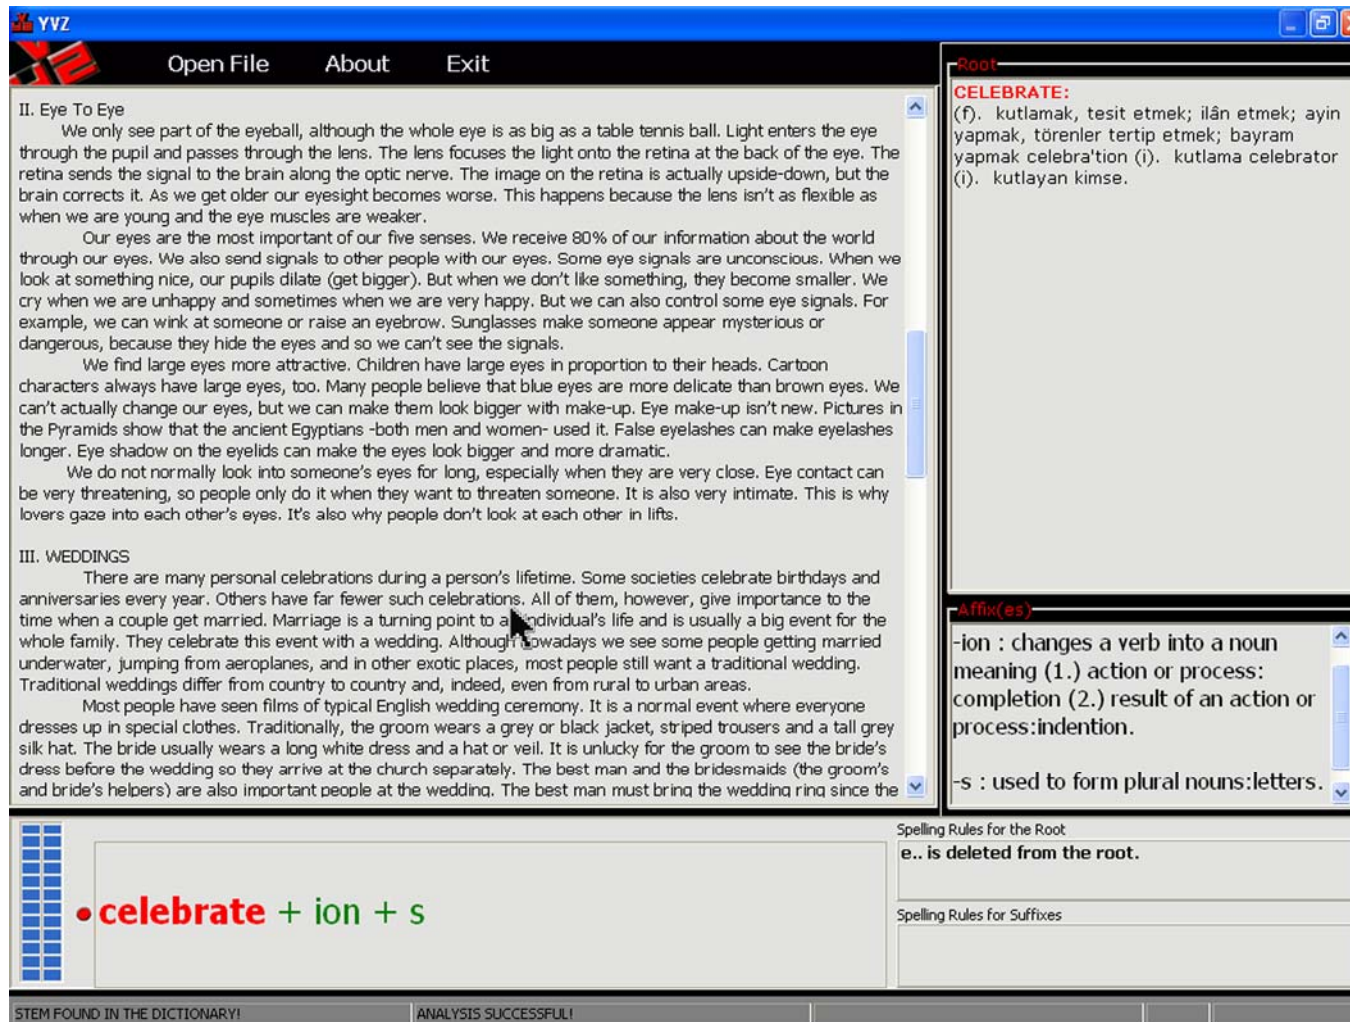 YVZ
YZ
Open File About Exit
II. Eye To Eye
We only see part of the eyeball, although the whole eye is as big as a table tennis ball. Light enters the eye
through the pupil and passes through the lens. The lens focuses the light onto the retina at the back of the eye. The
retina sends the signal to the brain along the optic nerve. The image on the retina is actually upside-down, but the
brain corrects it. As we get older our eyesight becomes worse. This happens because the lens isn't as flexible as
when we are young and the eye muscles are weaker.
Our eyes are the most important of our five senses. We receive 80% of our information about the world
through our eyes. We also send signals to other people with our eyes. Some eye signals are unconscious. When we
look at something nice, our pupils dilate (get bigger). But when we don't like something, they become smaller. We
cry when we are unhappy and sometimes when we are very happy. But we can also control some eye signals. For
example, we can wink at someone or raise an eyebrow. Sunglasses make someone appear mysterious or
dangerous, because they hide the eyes and so we can't see the signals.
We find large eyes more attractive. Children have large eyes in proportion to their heads. Cartoon
characters always have large eyes, too. Many people believe that blue eyes are more delicate than brown eyes. We
can't actually change our eyes, but we can make them look bigger with make-up. Eye make-up isn't new. Pictures in
the Pyramids show that the ancient Egyptians -both men and women- used it. False eyelashes can make eyelashes
longer. Eye shadow on the eyelids can make the eyes look bigger and more dramatic.
We do not normally look into someone's eyes for long, especially when they are very close. Eye contact can
be very threatening, so people only do it when they want to threaten someone. It is also very intimate. This is why
lovers gaze into each other's eyes. It's also why people don't look at each other in lifts.
III. WEDDINGS
There are many personal celebrations during a person's lifetime. Some societies celebrate birthdays and
anniversaries every year. Others have far fewer such celebrations. All of them, however, give importance to the
time when a couple get married. Marriage is a turning point to a individual's life and is usually a big event for the
whole family. They celebrate this event with a wedding. Although nowadays we see some people getting married
underwater, jumping from aeroplanes, and in other exotic places, most people still want a traditional wedding.
Traditional weddings differ from country to country and, indeed, even from rural to urban areas.
Most people have seen films of typical English wedding ceremony. It is a normal event where everyone
dresses up in special clothes. Traditionally, the groom wears a grey or black jacket, striped trousers and a tall grey
silk hat. The bride usually wears a long white dress and a hat or veil. It is unlucky for the groom to see the bride's
dress before the wedding so they arrive at the church separately. The best man and the bridesmaids (the groom's
and bride's helpers) are also important people at the wedding. The best man must bring the wedding ring since the
Root
CELEBRATE:
(f). kutlamak, tesit etmek; ilân etmek; ayin
yapmak, törenler tertip etmek; bayram
yapmak celebra'tion (i). kutlama celebrator
(i). kutlayan kimse.
Affix(es)
-ion : changes a verb into a noun
meaning (1.) action or process:
completion (2.) result of an action or
process:indention.
-s : used to form plural nouns:letters.
celebrate + ion + s
Spelling Rules for the Root
e.. is deleted from the root.
Spelling Rules for Suffixes
STEM FOUND IN THE DICTIONARY! ANALYSIS SUCCESSFUL!